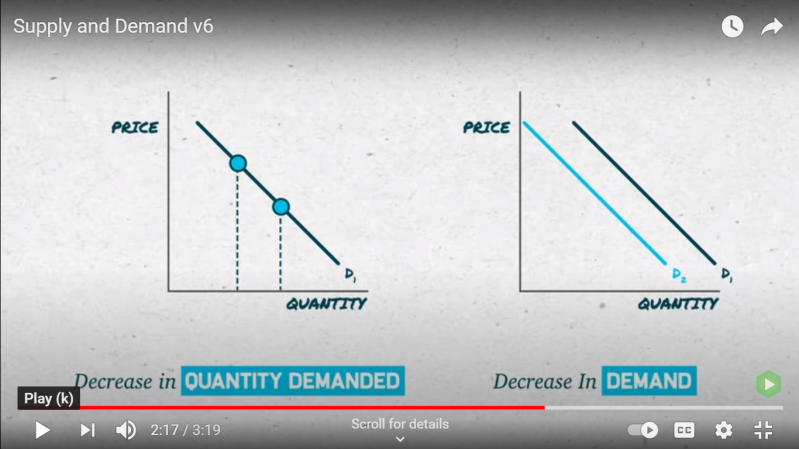 Supply and Demand v6
PRICE
D₁
QUANTITY
PRICE
D₂
D₁
QUANTITY
Decrease in QUANTITY DEMANDED
Decrease In DEMAND
Play (k)
2:17 / 3:19
Scroll for details
CC